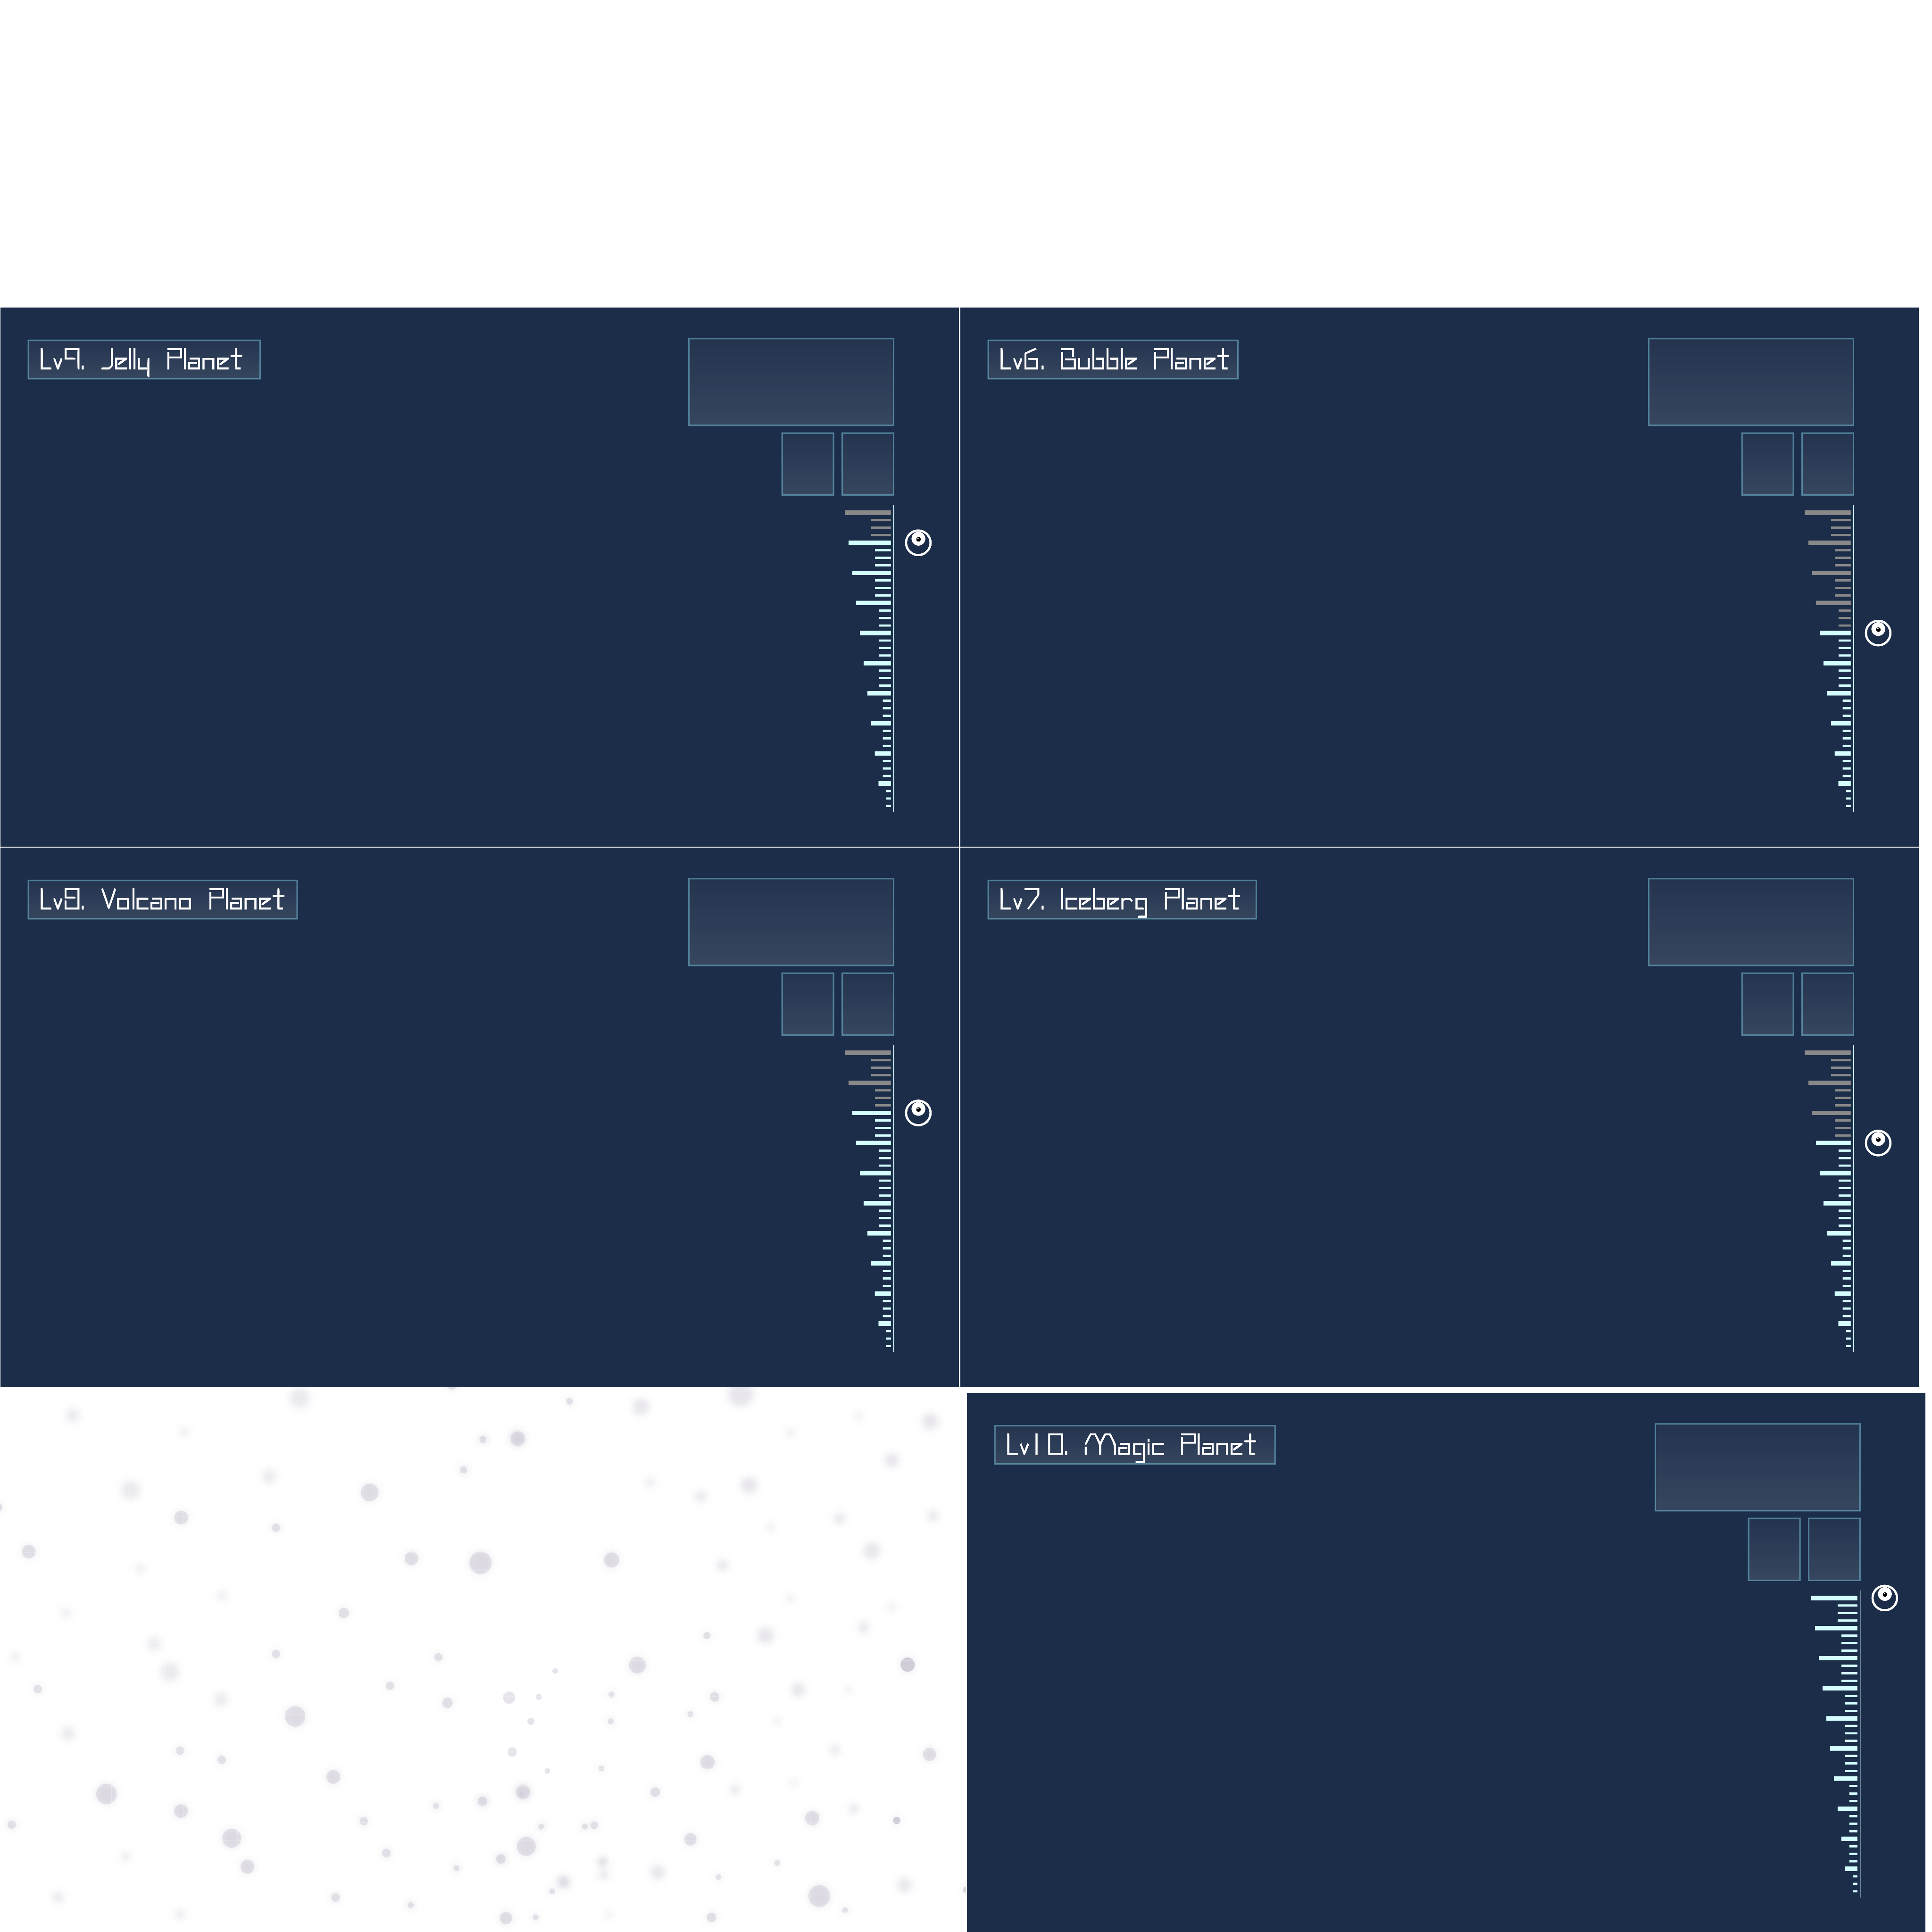 Lv9. Jelly Planet
Lv6. Bubble Planet
Lv8. Volcano Planet
Lv7. Iceberg Planet
Lv10. Magic Planet